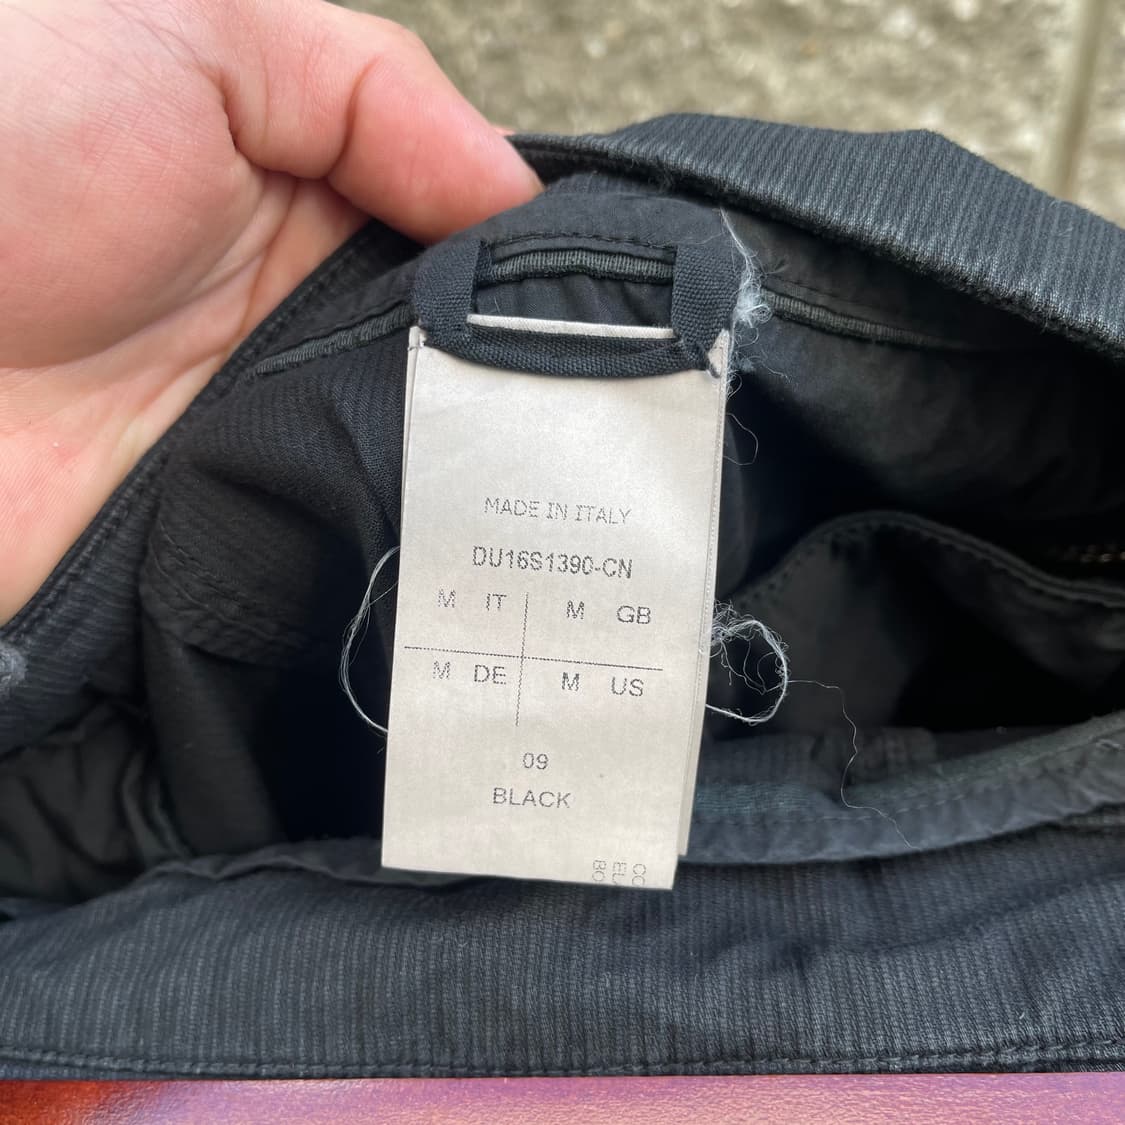 MADE IN ITALY
DU16S1390-CN
M IT M GB
M DE M US
09
BLACK